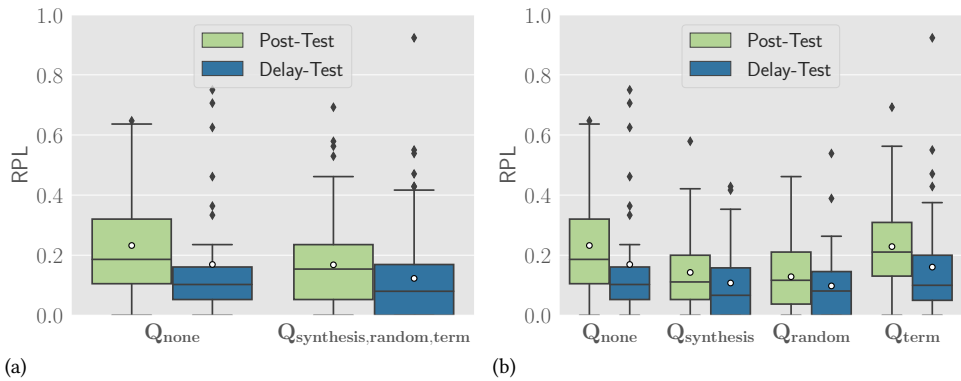 1.0
0.8
0.6
0.4
0.2
0.0
RPL
Post-Test
Delay-Test
Qnone
Qsynthesis,random,term
(a)
1.0
0.8
0.6
0.4
0.2
0.0
RPL
Post-Test
Delay-Test
Qnone
Qsynthesis
Qrandom
Qterm
(b)